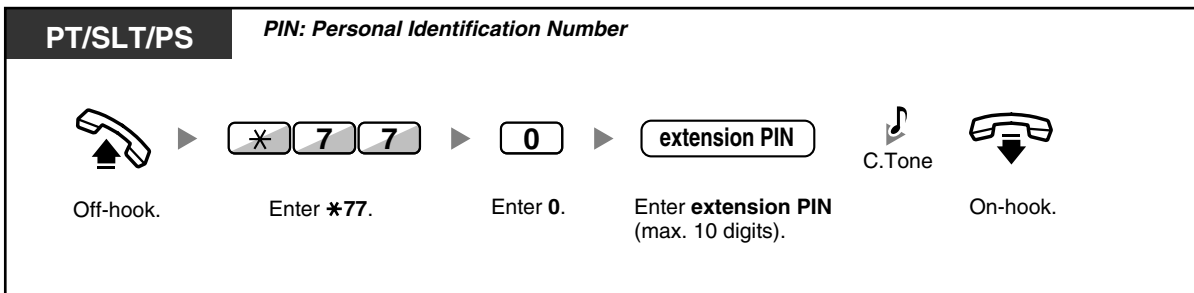 PT/SLT/PS
PIN: Personal Identification Number
✳ 7 7
0
extension PIN
C.Tone
Off-hook.
Enter ✳77.
Enter 0.
Enter extension PIN
(max. 10 digits).
On-hook.